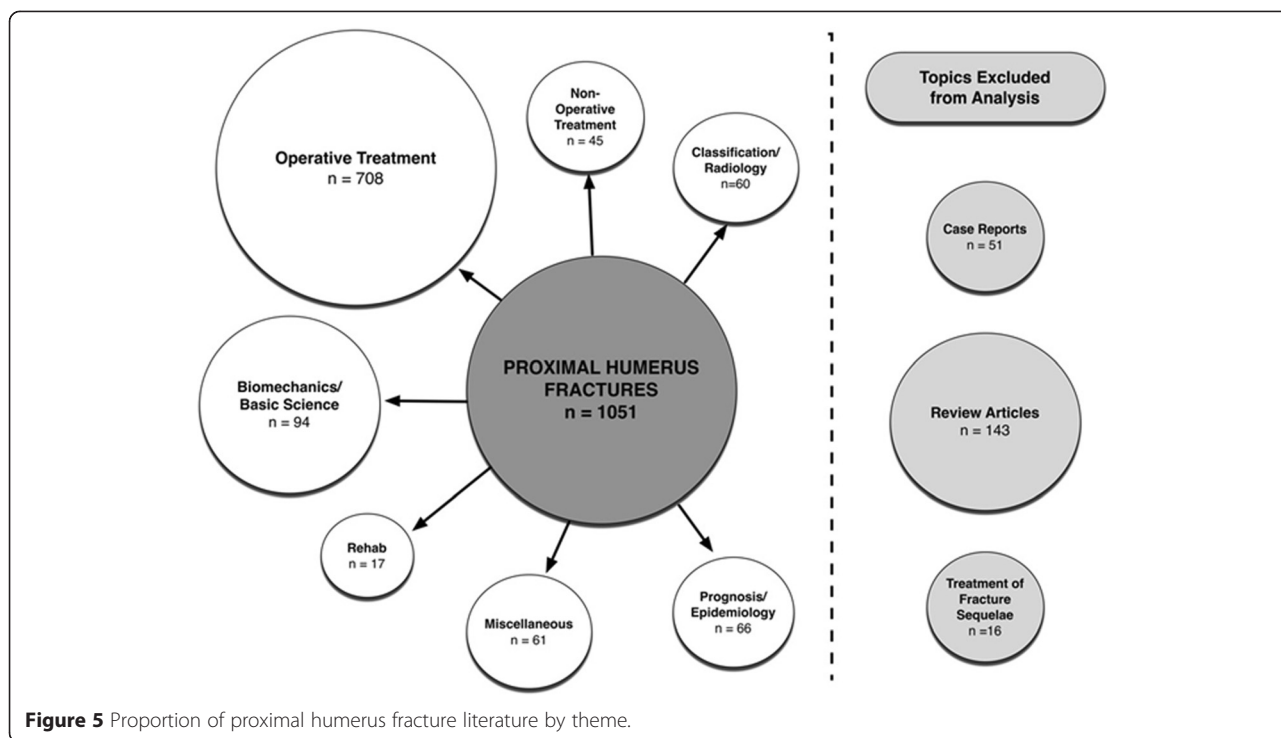 Operative Treatment
n = 708
Non-
Operative
Treatment
n = 45
Classification/
Radiology
n=60
PROXIMAL HUMERUS
FRACTURES
n = 1051
Biomechanics/
Basic Science
n = 94
Rehab
n = 17
Miscellaneous
n = 61
Prognosis/
Epidemiology
n = 66
Topics Excluded
from Analysis
Case Reports
n = 51
Review Articles
n = 143
Treatment of
Fracture
Sequelae
n =16
Figure 5 Proportion of proximal humerus fracture literature by theme.